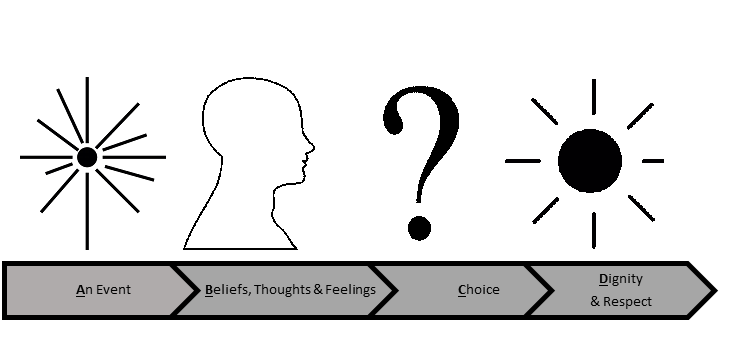 An Event
Beliefs, Thoughts & Feelings
Choice
Dignity
& Respect
?